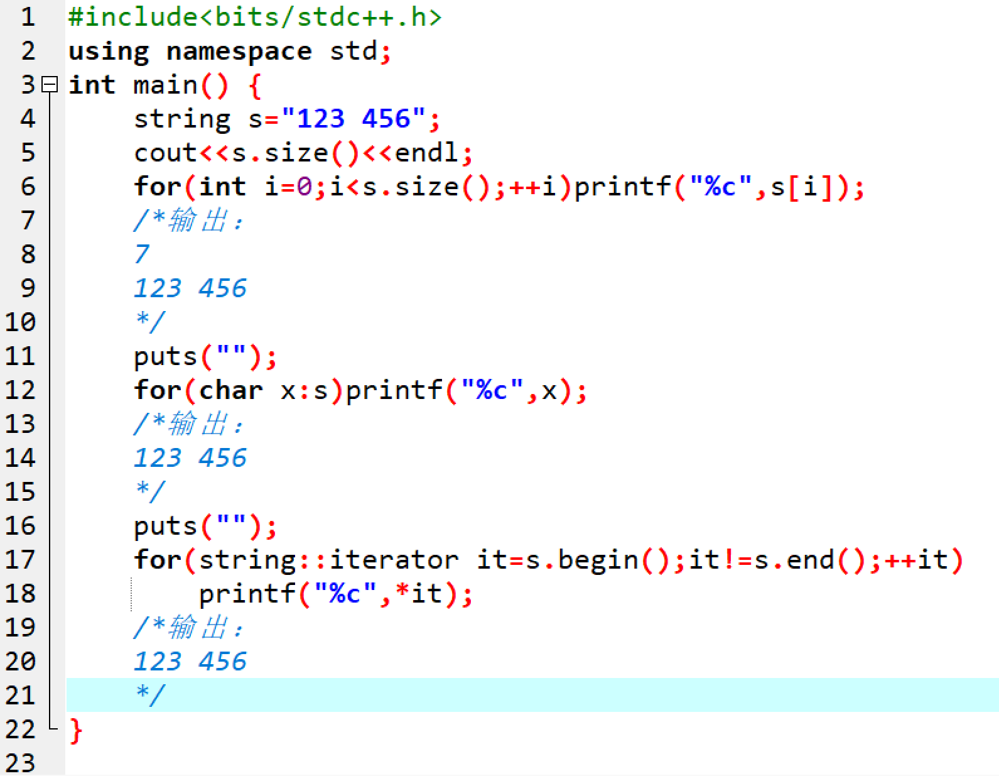 1 #include<bits/stdc++.h>
2 using namespace std;
3 int main() {
4 string s="123 456";
5 cout<<s.size()<<endl;
6 for(int i=0;i<s.size();++i)printf("%c",s[i]);
7 /*输出：
8 7
9 123 456
10 */
11 puts("");
12 for(char x:s)printf("%c",x);
13 /*输出：
14 123 456
15 */
16 puts("");
17 for(string::iterator it=s.begin();it!=s.end();++it)
18 printf("%c",*it);
19 /*输出：
20 123 456
21 */
22 }
23